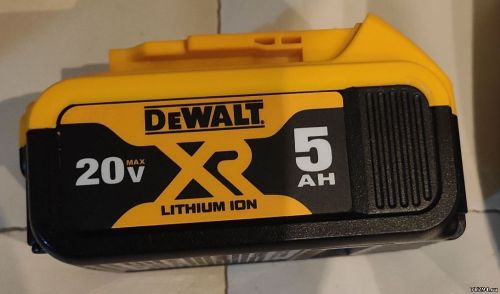 DEWALT
20V MAX
XR
5
AH
LITHIUM ION